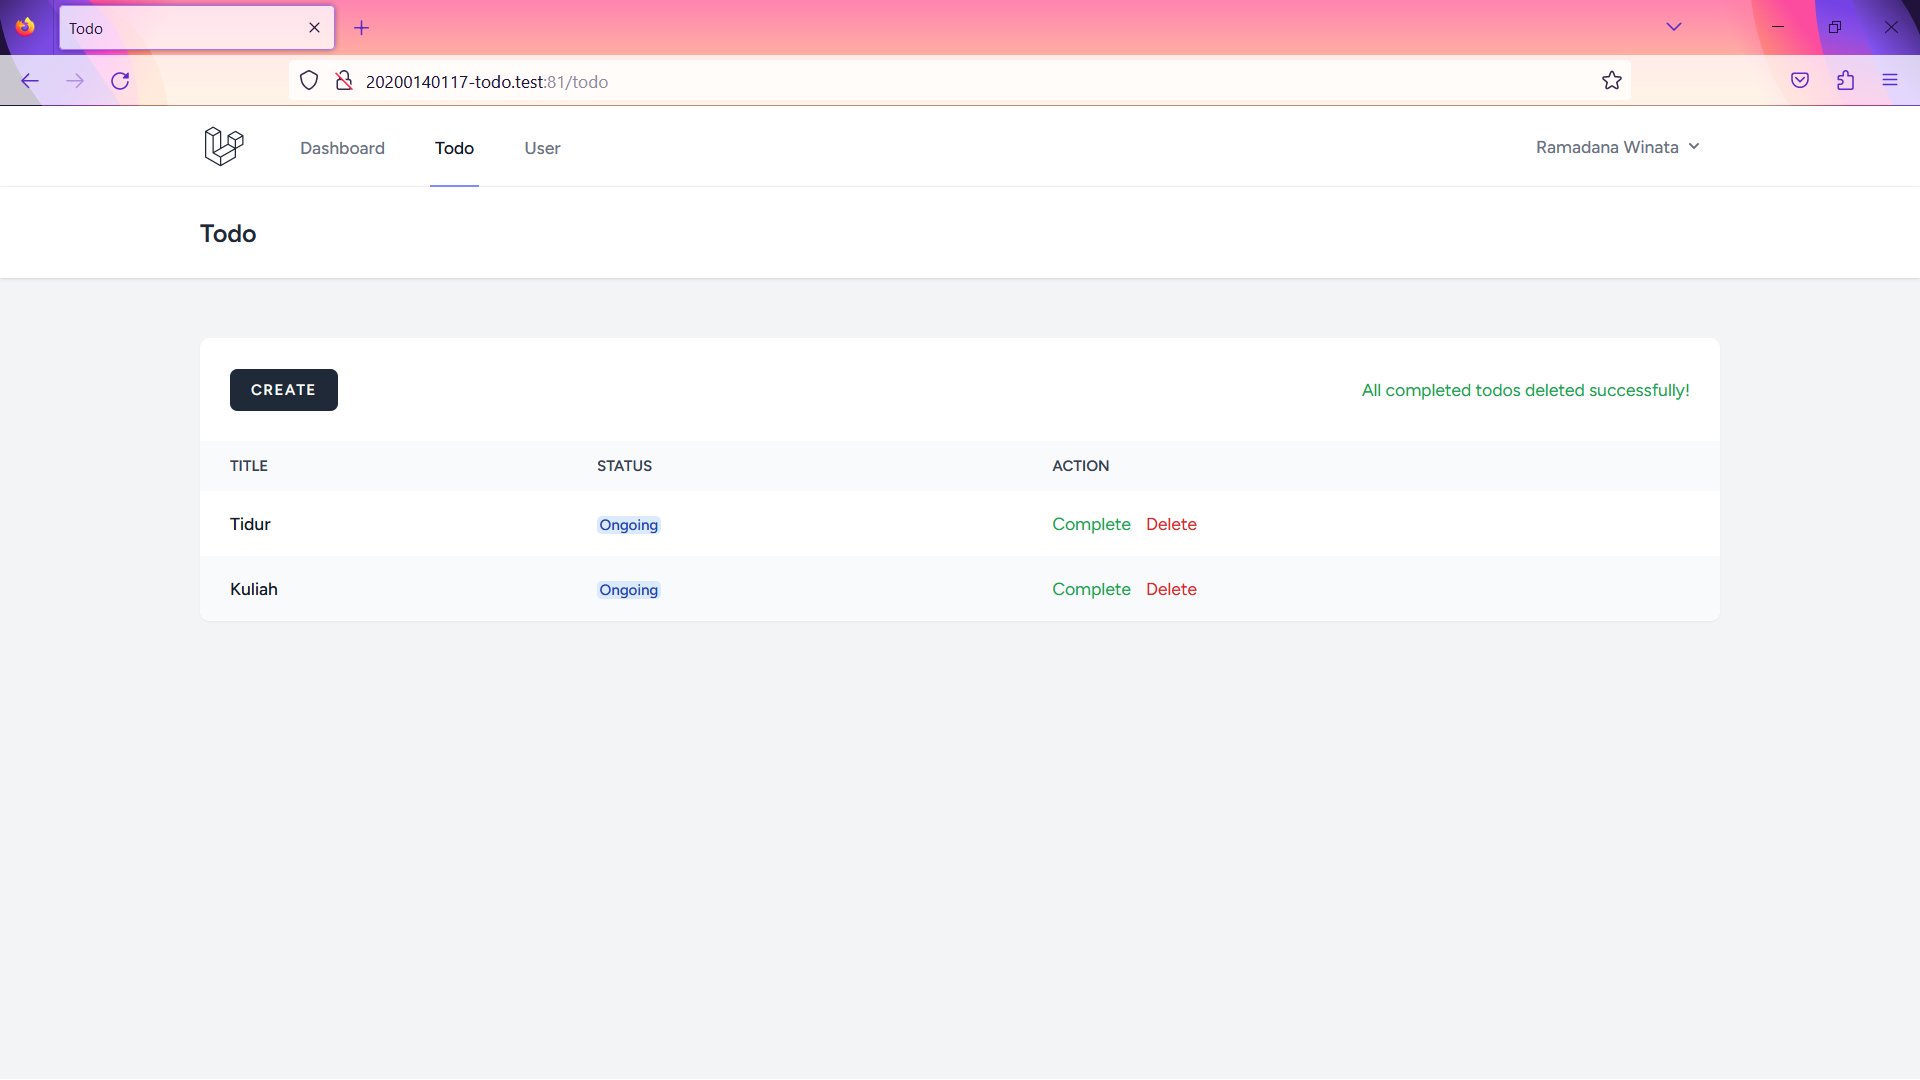 Todo
20200140117-todo.test:81/todo
Dashboard Todo User Ramadana Winata
Todo
CREATE All completed todos deleted successfully!
TITLE STATUS ACTION
Tidur Ongoing Complete Delete
Kuliah Ongoing Complete Delete